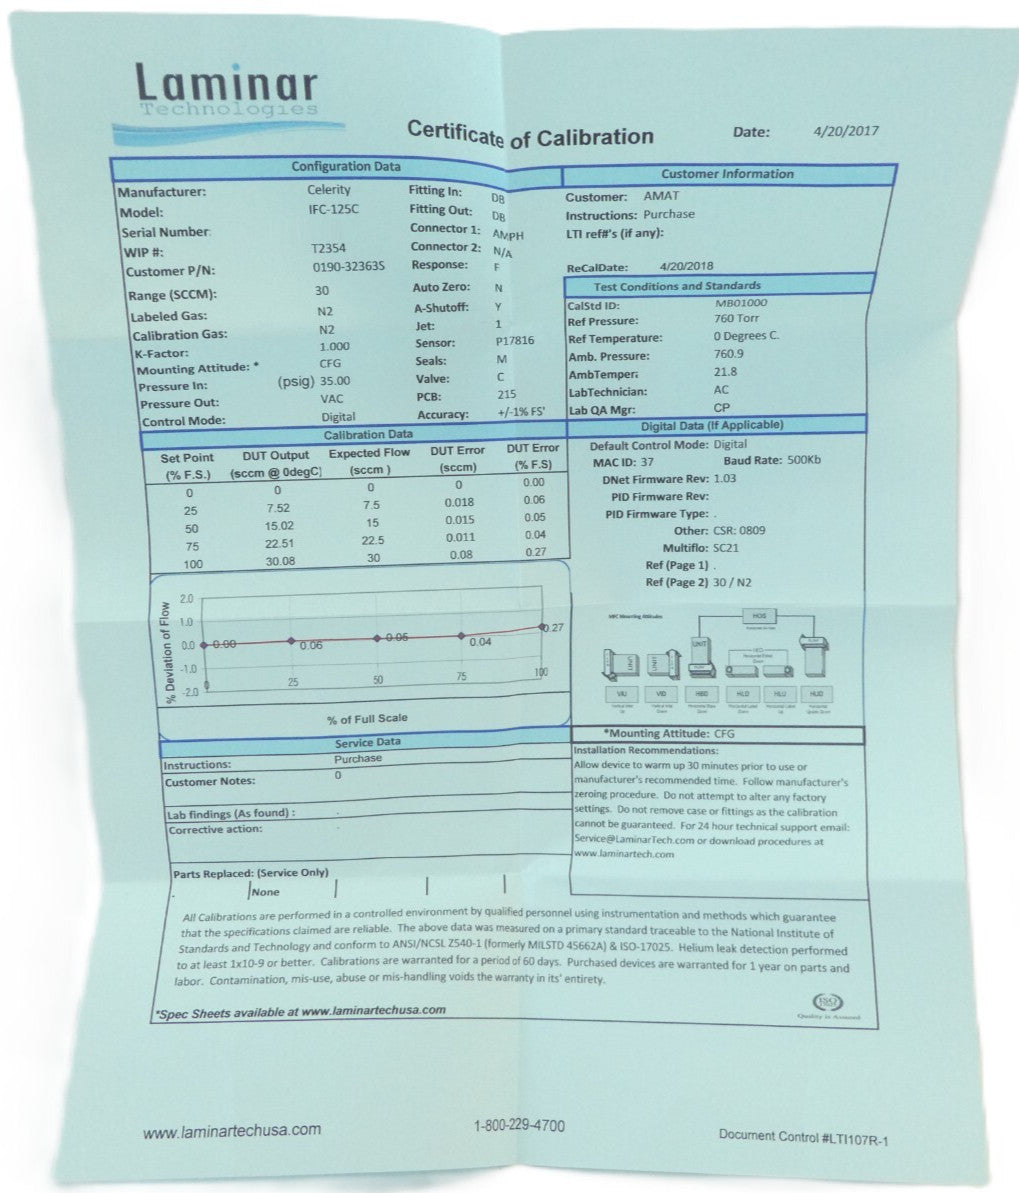 Laminar
Technologies
Certificate of Calibration
Date: 4/20/2017
Configuration Data
Manufacturer: Celerity
Model: IFC-125C
Serial Number
WIP #: T2354
Customer P/N: 0190-32363S
Range (SCCM): 30
Labeled Gas: N2
Calibration Gas: N2
K-Factor: 1.000
Mounting Attitude: * CFG
Pressure In: (psig) 35.00
Pressure Out: VAC
Control Mode: Digital
Fitting In: DB
Fitting Out: DB
Connector 1: AMPH
Connector 2: N/A
Response: F
Auto Zero: N
A-Shutoff: Y
Jet: 1
Sensor: P17816
Seals: M
Valve: C
PCB: 215
Accuracy: +/-1% FS'
Customer Information
Customer: AMAT
Instructions: Purchase
LTI ref#'s (if any):
ReCalDate: 4/20/2018
Test Conditions and Standards
CalStd ID: MB01000
Ref Pressure: 760 Torr
Ref Temperature: 0 Degrees C.
Amb. Pressure: 760.9
AmbTemper: 21.8
LabTechnician: AC
Lab QA Mgr: CP
Calibration Data
Set Point DUT Output Expected Flow DUT Error DUT Error
(% F.S.) (sccm @ 0degC) (sccm ) (sccm) (% F.S)
0 0 0 0 0.00
25 7.52 7.5 0.018 0.06
50 15.02 15 0.015 0.05
75 22.51 22.5 0.011 0.04
100 30.08 30 0.08 0.27
Digital Data (If Applicable)
Default Control Mode: Digital
MAC ID: 37 Baud Rate: 500Kb
DNet Firmware Rev: 1.03
PID Firmware Rev:
PID Firmware Type: .
Other: CSR: 0809
Multiflo: SC21
Ref (Page 1) .
Ref (Page 2) 30 / N2
% Deviation of Flow
2.0
1.0
0.0
-1.0
-2.0
0.00
0.06
0.05
0.04
0.27
0
25
50
75
100
% of Full Scale
MFC Mounting Attitudes
HOS
UNIT
UNIT
UNIT
VIU
VID
HBD
HLD
HLU
HUD
Service Data
Instructions: Purchase
Customer Notes: 0
Lab findings (As found) : .
Corrective action: .
Parts Replaced: (Service Only)
. None
*Mounting Attitude: CFG
Installation Recommendations:
Allow device to warm up 30 minutes prior to use or
manufacturer's recommended time. Follow manufacturer's
zeroing procedure. Do not attempt to alter any factory
settings. Do not remove case or fittings as the calibration
cannot be guaranteed. For 24 hour technical support email:
Service@LaminarTech.com or download procedures at
www.laminartech.com
All Calibrations are performed in a controlled environment by qualified personnel using instrumentation and methods which guarantee
that the specifications claimed are reliable. The above data was measured on a primary standard traceable to the National Institute of
Standards and Technology and conform to ANSI/NCSL Z540-1 (formerly MILSTD 45662A) & ISO-17025. Helium leak detection performed
to at least 1x10-9 or better. Calibrations are warranted for a period of 60 days. Purchased devices are warranted for 1 year on parts and
labor. Contamination, mis-use, abuse or mis-handling voids the warranty in its' entirety.
*Spec Sheets available at www.laminartechusa.com
ISO
Quality is Assured
www.laminartechusa.com
1-800-229-4700
Document Control #LTI107R-1